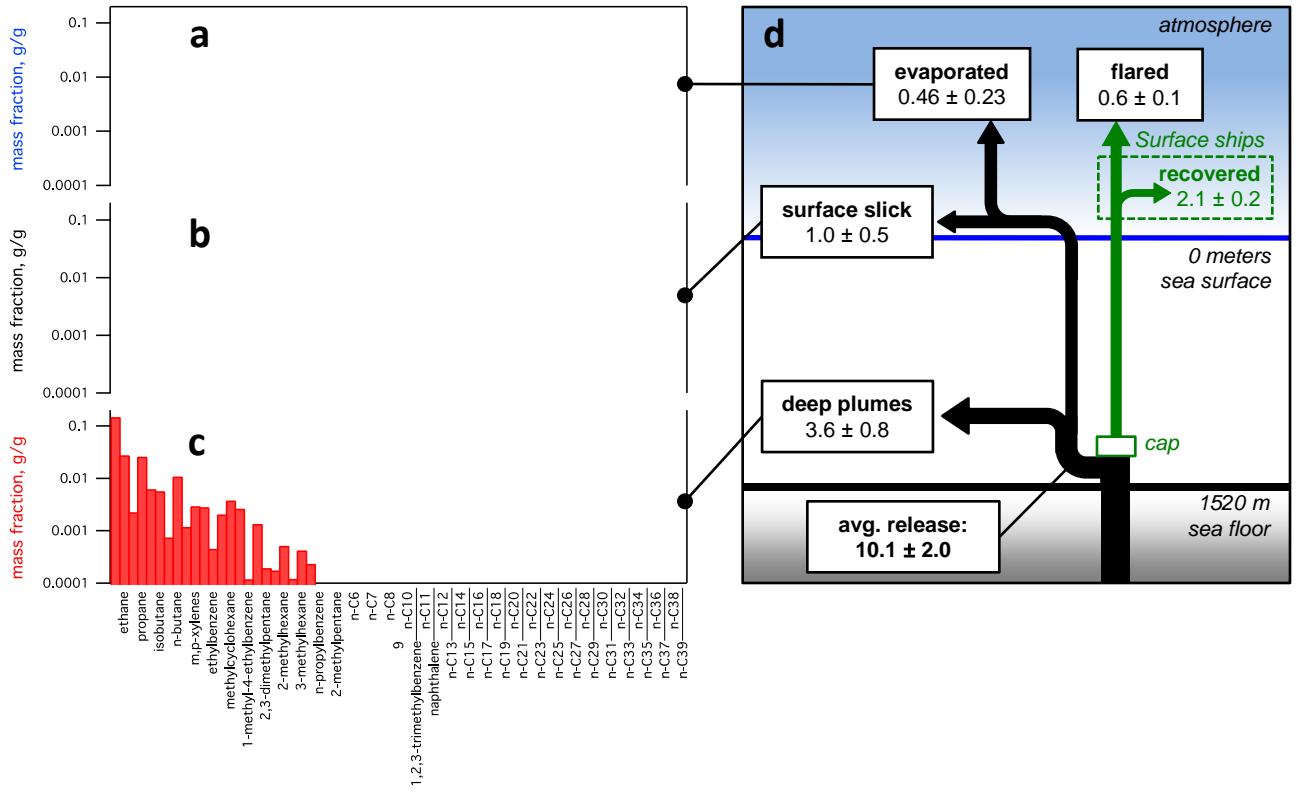 a
mass fraction, g/g
0.1
0.01
0.001
0.0001
b
mass fraction, g/g
0.1
0.01
0.001
0.0001
c
mass fraction, g/g
0.1
0.01
0.001
0.0001
ethane
propane
isobutane
n-butane
m,p-xylenes
ethylbenzene
methylcyclohexane
1-methyl-4-ethylbenzene
2,3-dimethylpentane
2-methylhexane
3-methylhexane
n-propylbenzene
2-methylpentane
n-C6
n-C7
n-C8
9
n-C10
1,2,3-trimethylbenzene
n-C11
naphthalene
n-C12
n-C13
n-C14
n-C15
n-C16
n-C17
n-C18
n-C19
n-C20
n-C21
n-C22
n-C23
n-C24
n-C25
n-C26
n-C27
n-C28
n-C29
n-C30
n-C31
n-C32
n-C33
n-C34
n-C35
n-C36
n-C37
n-C38
n-C39
d
atmosphere
evaporated
0.46 ± 0.23
flared
0.6 ± 0.1
Surface ships
recovered
2.1 ± 0.2
surface slick
1.0 ± 0.5
0 meters
sea surface
deep plumes
3.6 ± 0.8
cap
1520 m
sea floor
avg. release:
10.1 ± 2.0